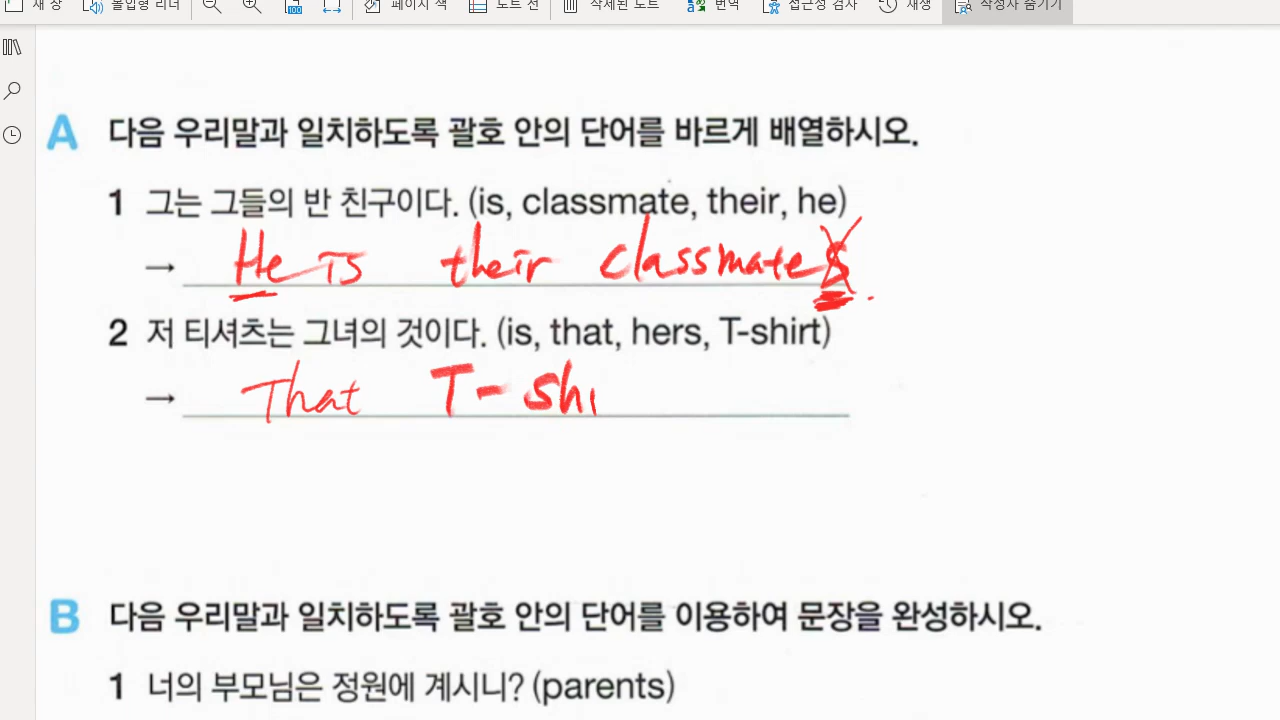 새 창 몰입형 리더 페이지 색 노트 전 삭제된 노트 번역 접근성 검사 재생 작성자 숨기기
A 다음 우리말과 일치하도록 괄호 안의 단어를 바르게 배열하시오.
1 그는 그들의 반 친구이다. (is, classmate, their, he)
→ He is their classmates.
2 저 티셔츠는 그녀의 것이다. (is, that, hers, T-shirt)
→ That T-shi
B 다음 우리말과 일치하도록 괄호 안의 단어를 이용하여 문장을 완성하시오.
1 너의 부모님은 정원에 계시니? (parents)